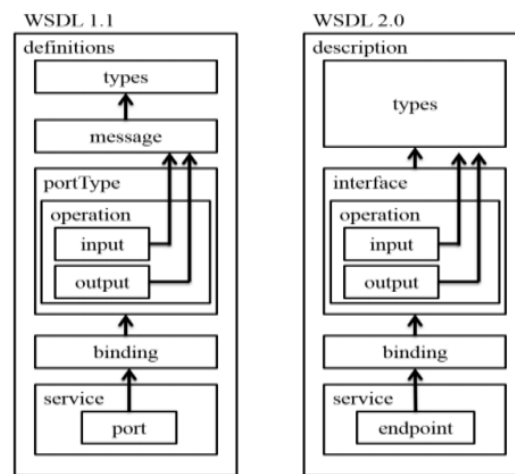 WSDL 1.1
definitions
types
message
portType
operation
input
output
binding
service
port
WSDL 2.0
description
types
interface
operation
input
output
binding
service
endpoint